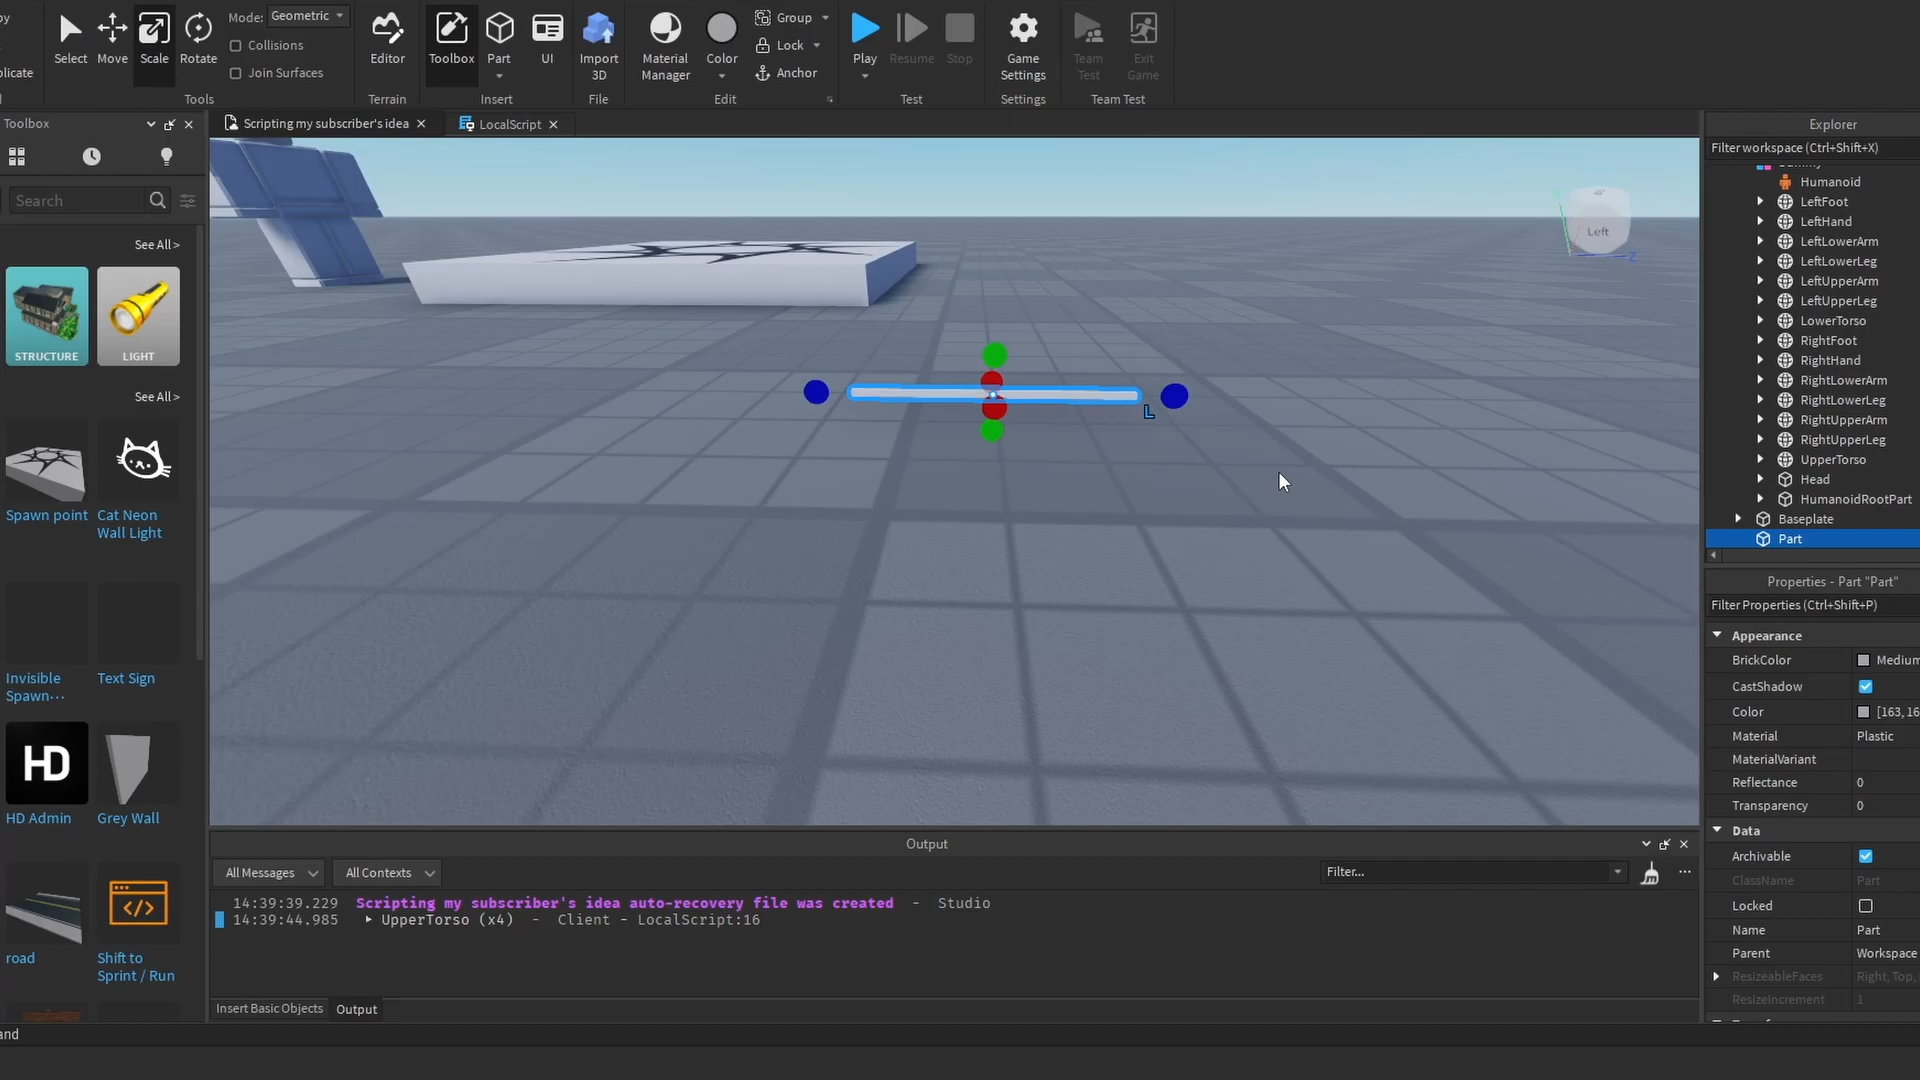 Mode: Geometric
Select Move Scale Rotate
Collisions
Join Surfaces
Tools
Editor
Terrain
Toolbox Part UI
Insert
Import
3D
File
Material
Manager
Color
Group
Lock
Anchor
Edit
Play Resume Stop
Test
Game
Settings
Settings
Team
Test
Exit
Game
Team Test
Toolbox
Search
See All >
STRUCTURE LIGHT
See All >
Spawn point
Cat Neon
Wall Light
Invisible
Spawn...
Text Sign
HD
HD Admin
Grey Wall
road
Shift to
Sprint / Run
Scripting my subscriber's idea
LocalScript
Left
Z
L
Explorer
Filter workspace (Ctrl+Shift+X)
Humanoid
LeftFoot
LeftHand
LeftLowerArm
LeftLowerLeg
LeftUpperArm
LeftUpperLeg
LowerTorso
RightFoot
RightHand
RightLowerArm
RightLowerLeg
RightUpperArm
RightUpperLeg
UpperTorso
Head
HumanoidRootPart
Baseplate
Part
Properties - Part "Part"
Filter Properties (Ctrl+Shift+P)
Appearance
BrickColor Medium
CastShadow
Color [163, 16
Material Plastic
MaterialVariant
Reflectance 0
Transparency 0
Data
Archivable
ClassName Part
Locked
Name Part
Parent Workspace
ResizeableFaces Right, Top,
ResizeIncrement 1
Output
All Messages All Contexts Filter...
14:39:39.229 Scripting my subscriber's idea auto-recovery file was created - Studio
14:39:44.985 UpperTorso (x4) - Client - LocalScript:16
Insert Basic Objects Output